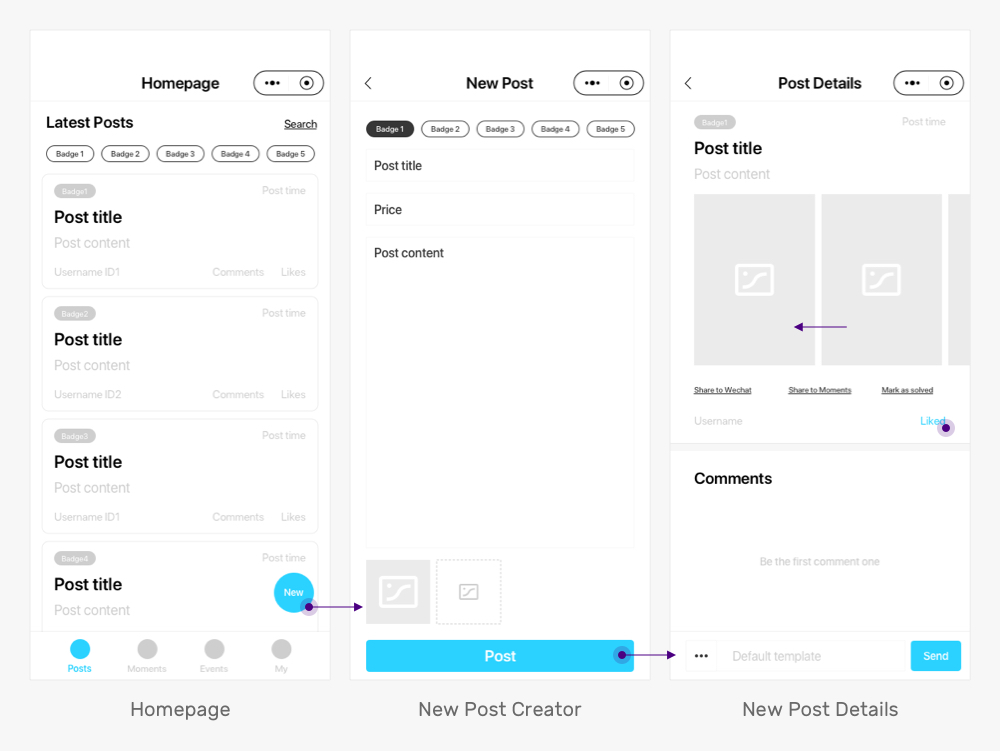 Homepage
Latest Posts
Search
Badge 1
Badge 2
Badge 3
Badge 4
Badge 5
Badge1
Post time
Post title
Post content
Username ID1
Comments
Likes
Badge2
Post time
Post title
Post content
Username ID2
Comments
Likes
Badge3
Post time
Post title
Post content
Username ID1
Comments
Likes
Badge4
Post time
Post title
Post content
New
Posts
Moments
Events
My
Homepage
New Post
Badge 1
Badge 2
Badge 3
Badge 4
Badge 5
Post title
Price
Post content
Post
New Post Creator
Post Details
Badge1
Post time
Post title
Post content
Share to Wechat
Share to Moments
Mark as solved
Username
Liked
Comments
Be the first comment one
Default template
Send
New Post Details